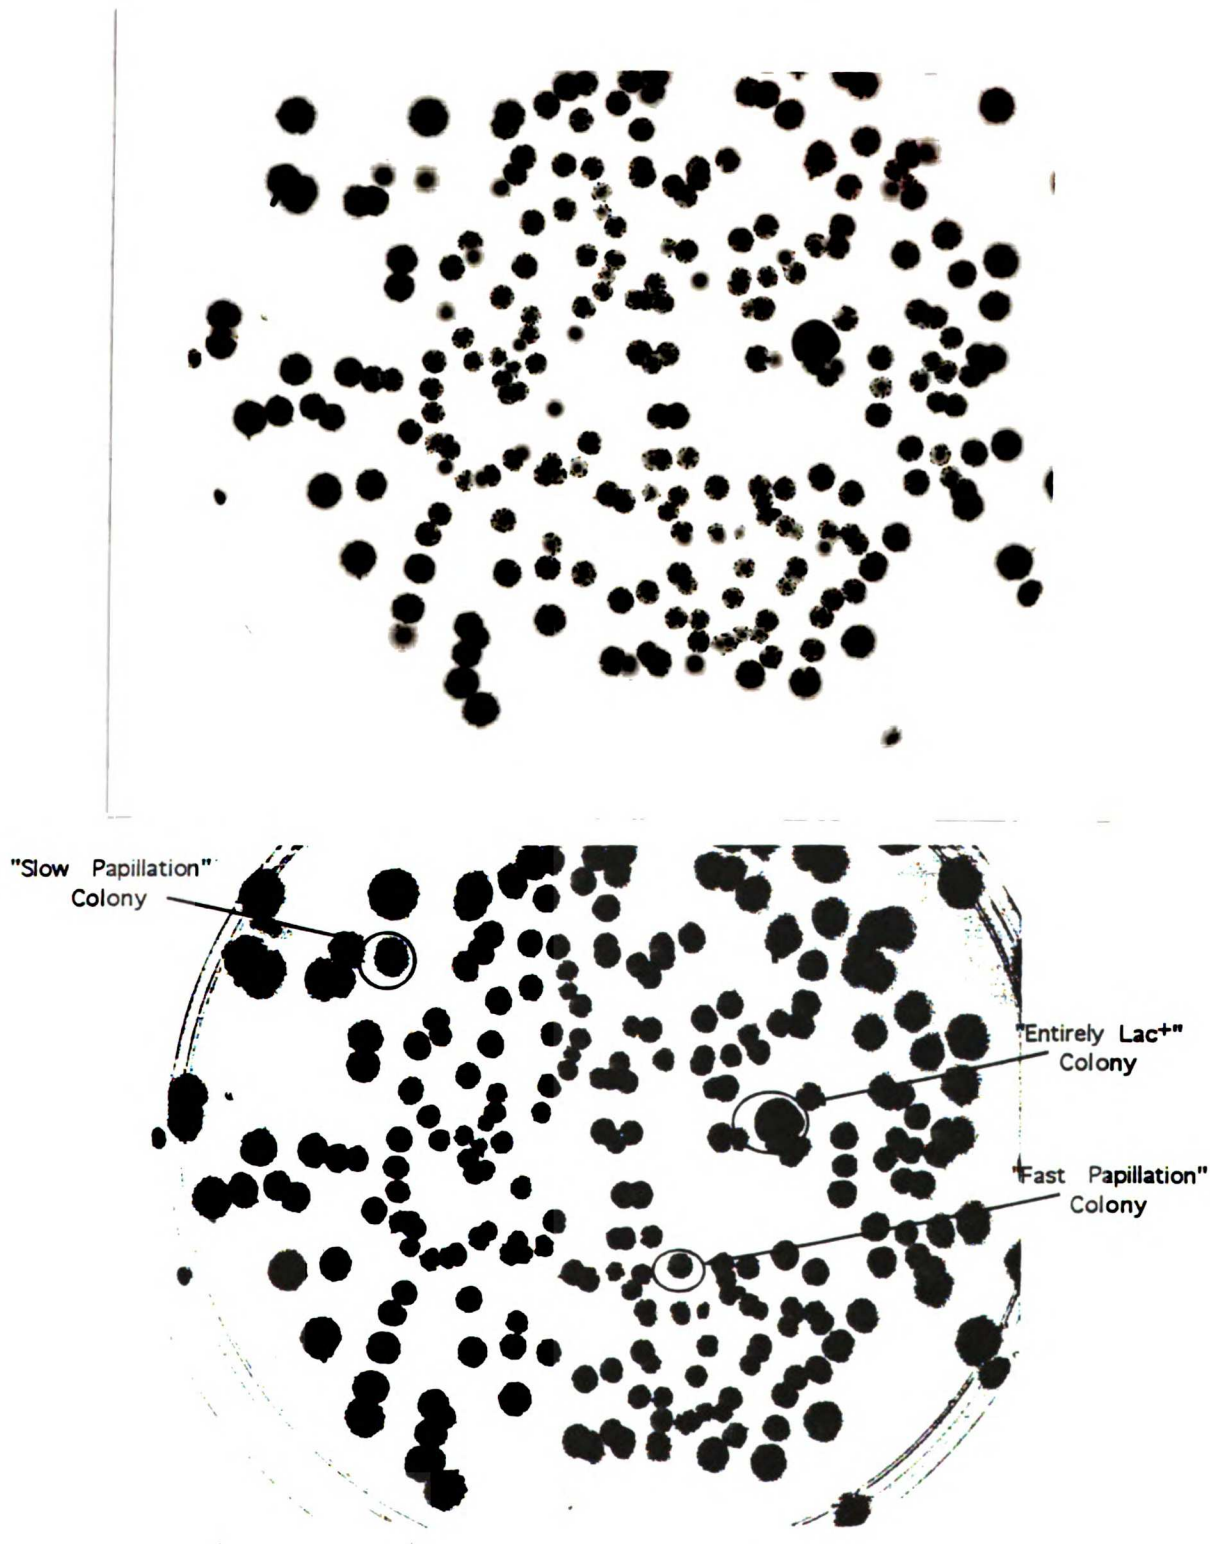 "Slow Papillation"
Colony
"Entirely Lac+"
Colony
"Fast Papillation"
Colony